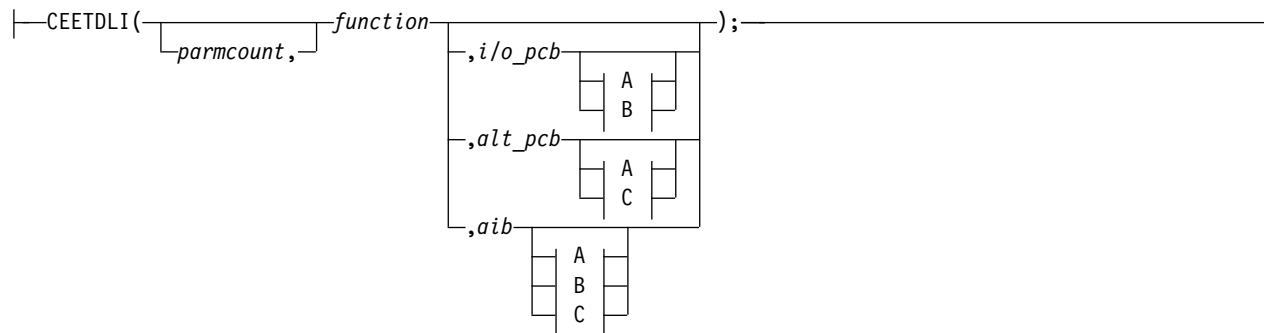 CEETDLI( function );
parmcount, ,i/o_pcb
A
B
,alt_pcb
A
C
,aib
A
B
C